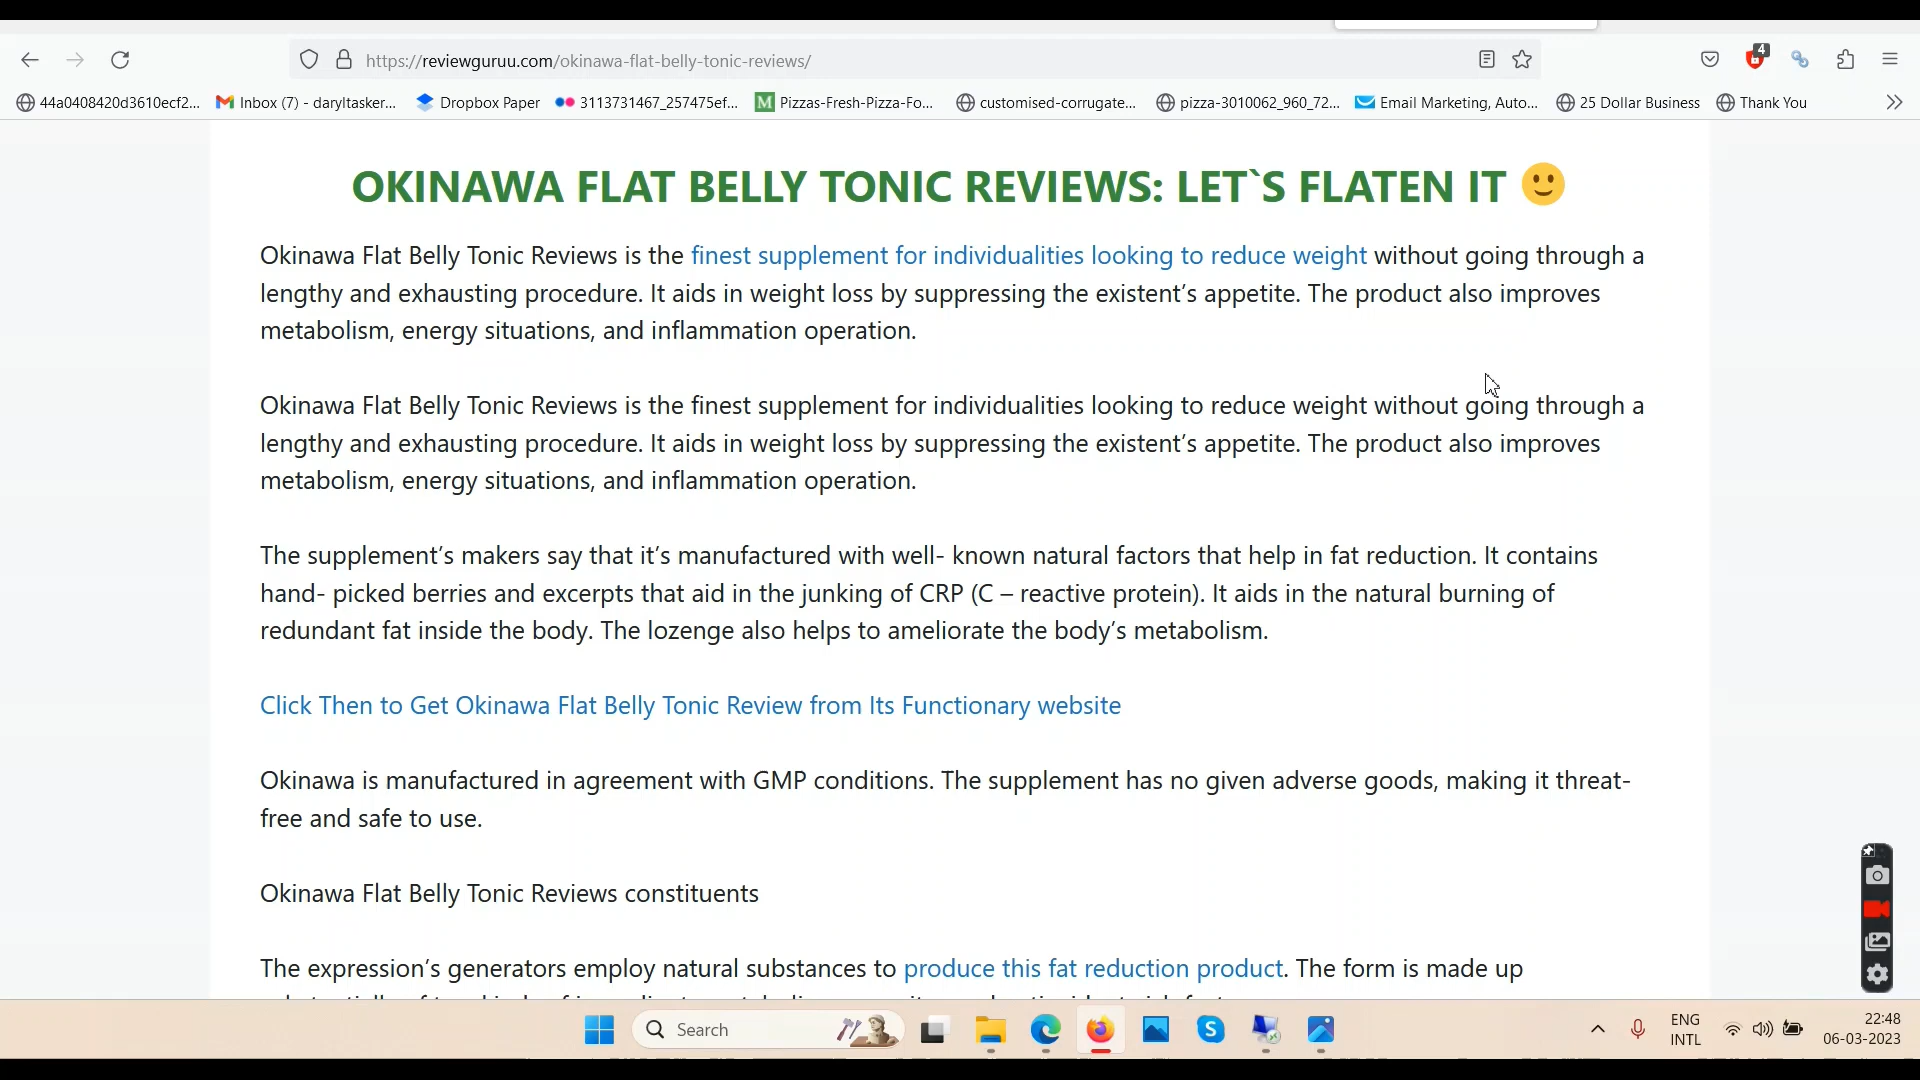 https://reviewguruu.com/okinawa-flat-belly-tonic-reviews/
4
44a0408420d3610ecf2... Inbox (7) - daryltasker... Dropbox Paper 3113731467_257475ef... Pizzas-Fresh-Pizza-Fo... customised-corrugate... pizza-3010062_960_72... Email Marketing, Auto... 25 Dollar Business Thank You
OKINAWA FLAT BELLY TONIC REVIEWS: LET`S FLATEN IT
Okinawa Flat Belly Tonic Reviews is the finest supplement for individualities looking to reduce weight without going through a
lengthy and exhausting procedure. It aids in weight loss by suppressing the existent's appetite. The product also improves
metabolism, energy situations, and inflammation operation.
Okinawa Flat Belly Tonic Reviews is the finest supplement for individualities looking to reduce weight without going through a
lengthy and exhausting procedure. It aids in weight loss by suppressing the existent's appetite. The product also improves
metabolism, energy situations, and inflammation operation.
The supplement's makers say that it's manufactured with well- known natural factors that help in fat reduction. It contains
hand- picked berries and excerpts that aid in the junking of CRP (C – reactive protein). It aids in the natural burning of
redundant fat inside the body. The lozenge also helps to ameliorate the body's metabolism.
Click Then to Get Okinawa Flat Belly Tonic Review from Its Functionary website
Okinawa is manufactured in agreement with GMP conditions. The supplement has no given adverse goods, making it threat-
free and safe to use.
Okinawa Flat Belly Tonic Reviews constituents
The expression's generators employ natural substances to produce this fat reduction product. The form is made up
Search
ENG
INTL
22:48
06-03-2023